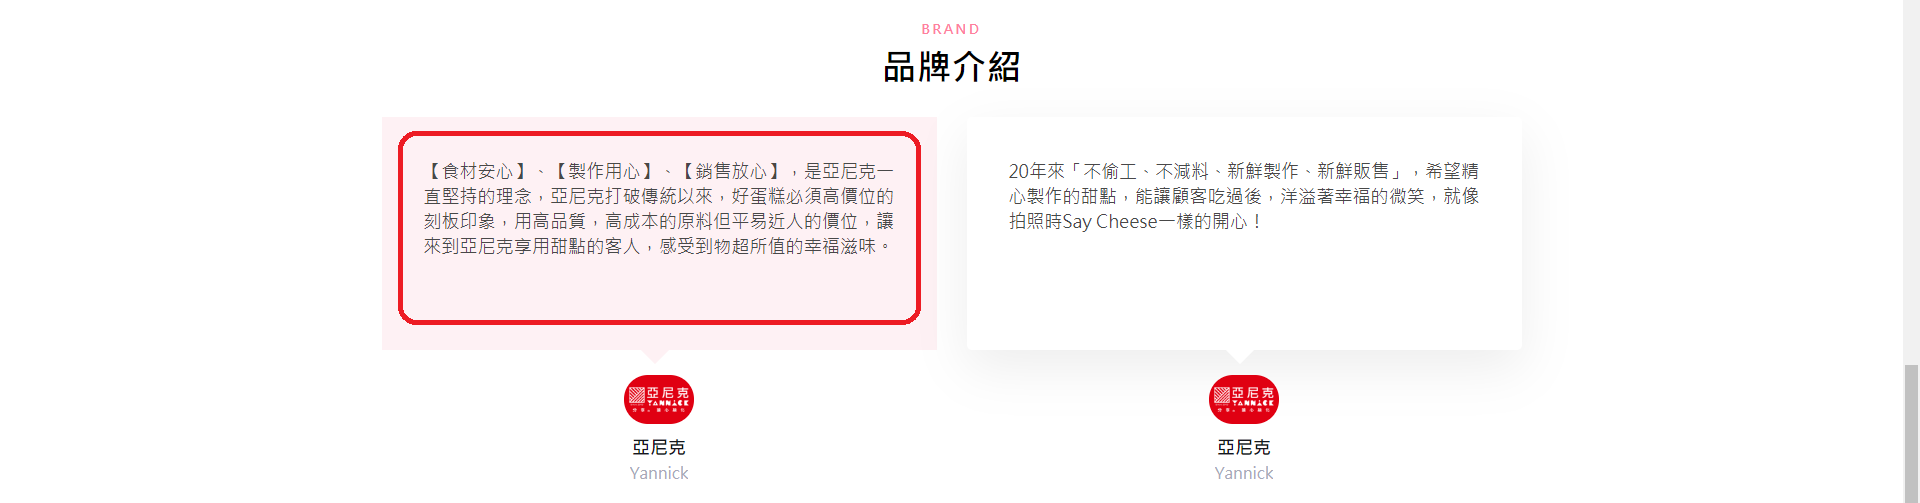 BRAND
品牌介紹
【食材安心】、【製作用心】、【銷售放心】，是亞尼克一
直堅持的理念，亞尼克打破傳統以來，好蛋糕必須高價位的
刻板印象，用高品質，高成本的原料但平易近人的價位，讓
來到亞尼克享用甜點的客人，感受到物超所值的幸福滋味。
20年來「不偷工、不減料、新鮮製作、新鮮販售」，希望精
心製作的甜點，能讓顧客吃過後，洋溢著幸福的微笑，就像
拍照時Say Cheese一樣的開心！
亞尼克
YANNICK
亞尼克
Yannick
亞尼克
YANNICK
亞尼克
Yannick